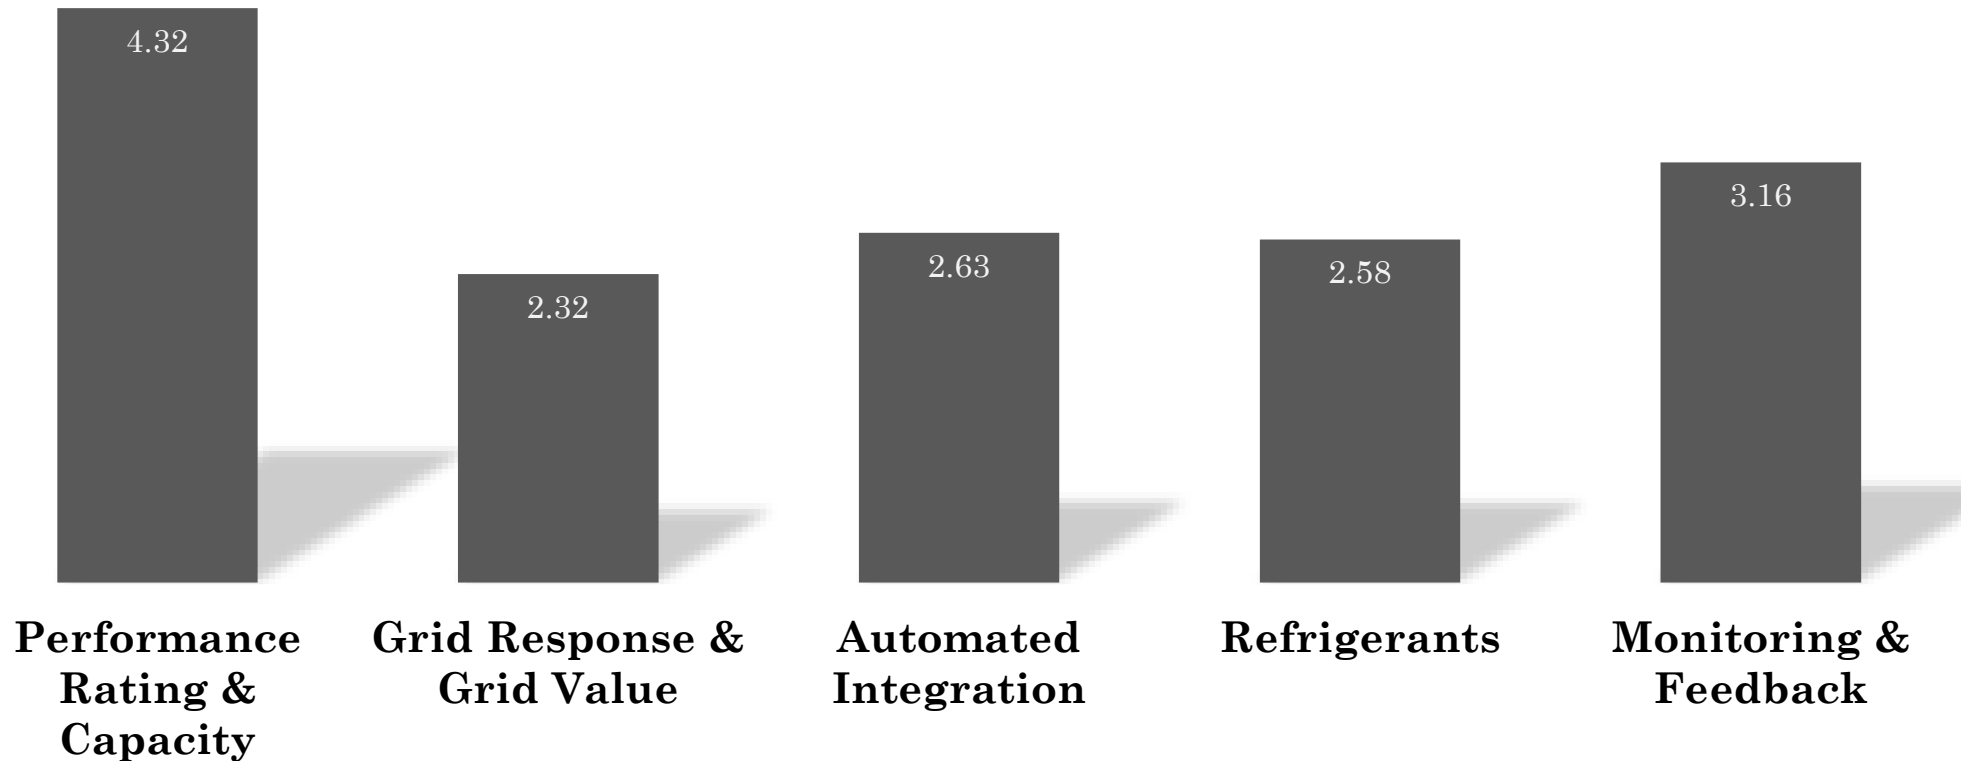 4.32
2.32
2.63
2.58
3.16
Performance
Rating &
Capacity
Grid Response &
Grid Value
Automated
Integration
Refrigerants
Monitoring &
Feedback